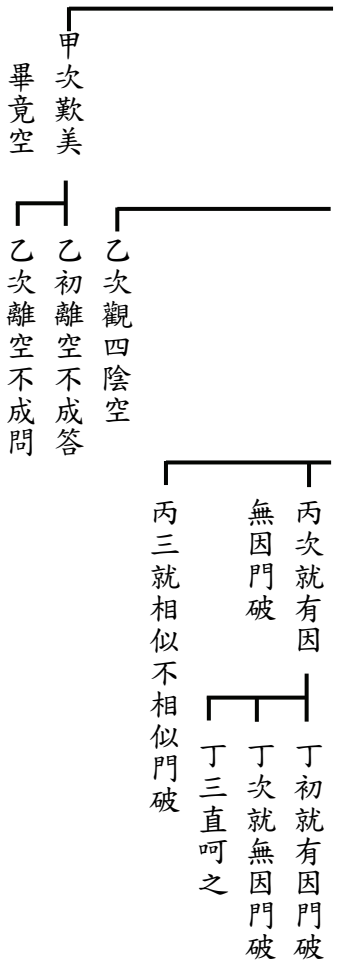 丙次就有因
無因門破
丁初就有因門破
丁次就無因門破
丁三直呵之
丙三就相似不相似門破
乙次觀四陰空
甲次歎美
畢竟空
乙初離空不成答
乙次離空不成問